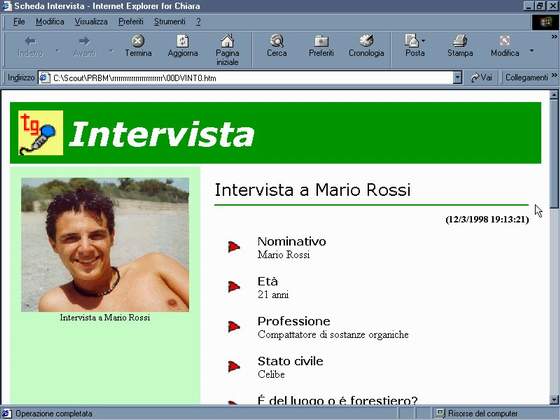 Scheda Intervista - Internet Explorer for Chiara
File Modifica Visualizza Preferiti Strumenti ?
Indietro Avanti Termina Aggiorna Pagina iniziale Cerca Preferiti Cronologia Posta Stampa Modifica
Indirizzo C:\Scout\PRBM\ Vai Collegamenti
tg Intervista
Intervista a Mario Rossi
(12/3/1998 19:13:21)
Nominativo
Mario Rossi
Età
21 anni
Intervista a Mario Rossi
Professione
Compattatore di sostanze organiche
Stato civile
Celibe
É del luogo o è forestiero?
Operazione completata Risorse del computer